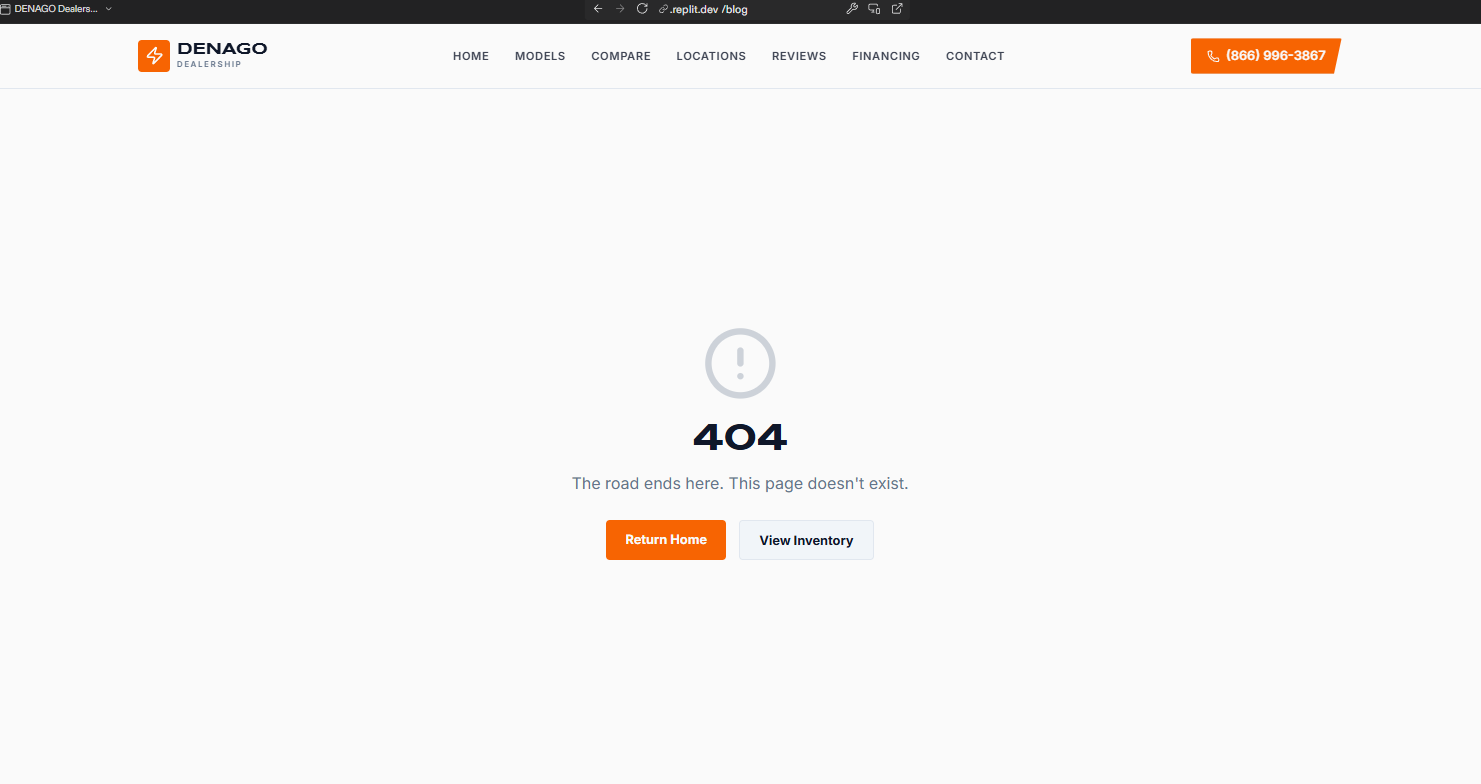 DENAGO Dealers...
.replit.dev /blog
DENAGO
DEALERSHIP
HOME MODELS COMPARE LOCATIONS REVIEWS FINANCING CONTACT
(866) 996-3867
404
The road ends here. This page doesn't exist.
Return Home View Inventory